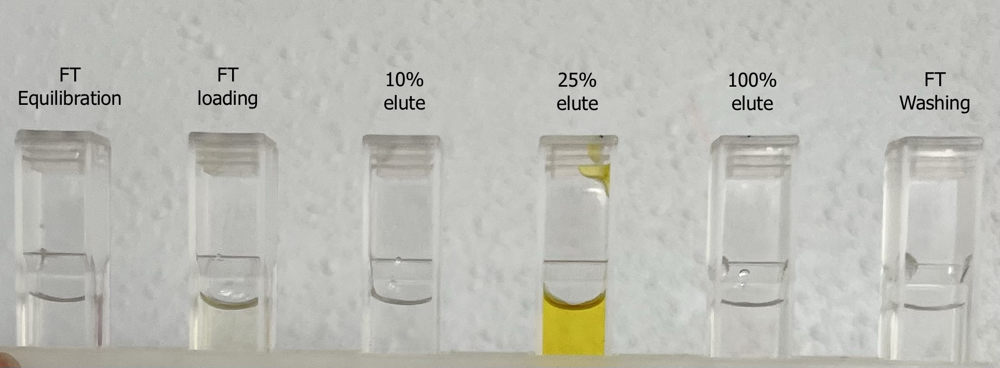 FT
Equilibration
FT
loading
10%
elute
25%
elute
100%
elute
FT
Washing